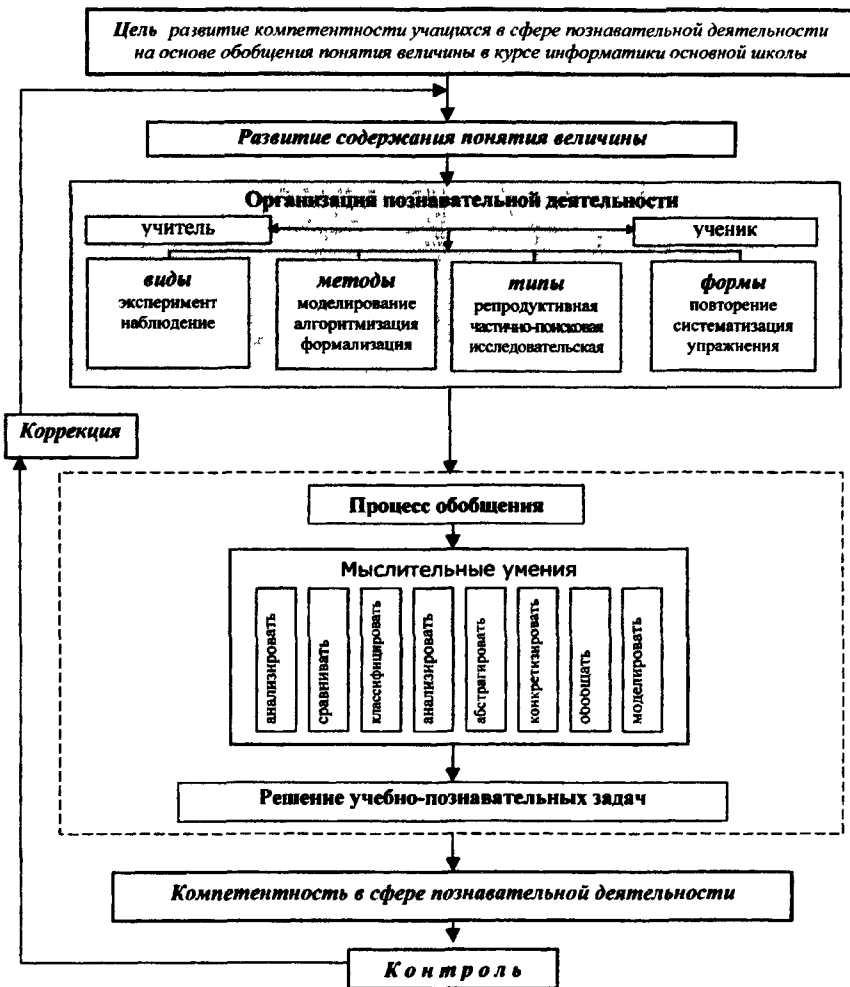 Цель развитие компетентности учащихся в сфере познавательной деятельности
на основе обобщения понятия величины в курсе информатики основной школы
Развитие содержания понятия величины
Организация познавательной деятельности
учитель
ученик
виды
эксперимент
наблюдение
методы
моделирование
алгоритмизация
формализация
типы
репродуктивная
частично-поисковая
исследовательская
формы
повторение
систематизация
упражнения
Коррекция
Процесс обобщения
Мыслительные умения
анализировать
сравнивать
классифицировать
анализировать
абстрагировать
конкретизировать
обобщать
моделировать
Решение учебно-познавательных задач
Компетентность в сфере познавательной деятельности
Контроль